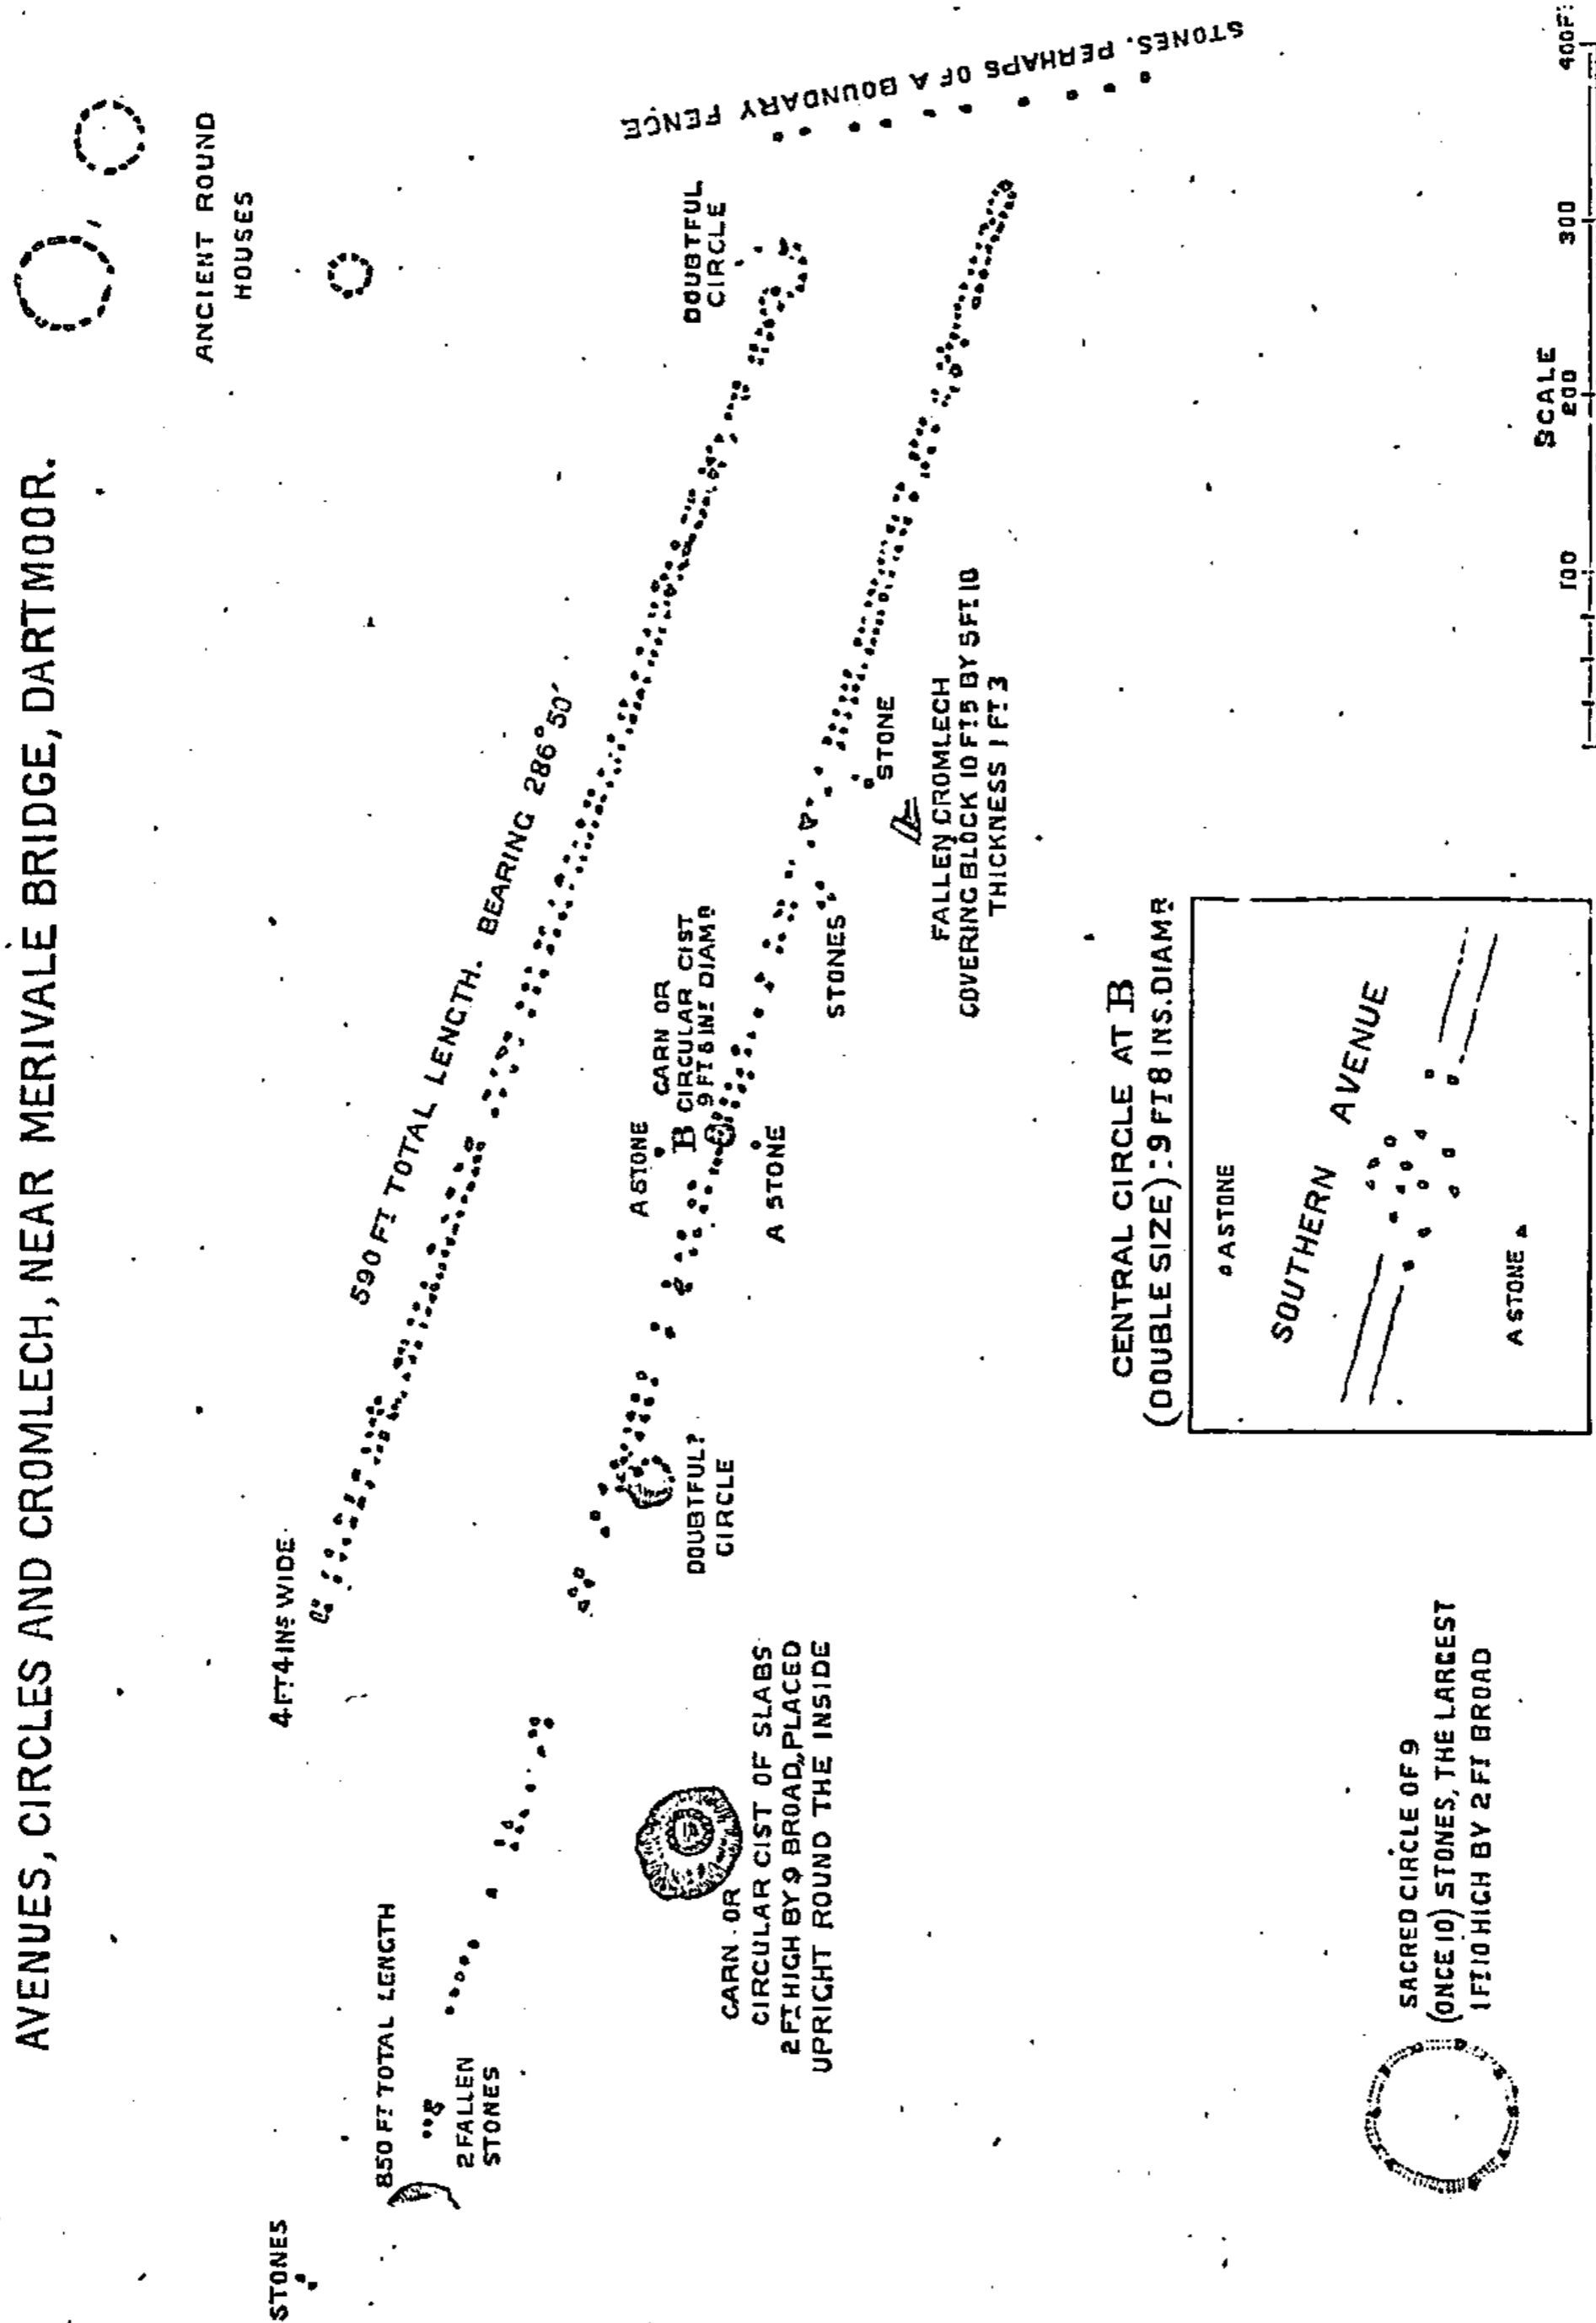 AVENUES, CIRCLES AND CROMLECH, NEAR MERIVALE BRIDGE, DARTMOOR.
ANCIENT ROUND
HOUSES
STONES. PERHAPS OF A BOUNDARY FENCE
DOUBTFUL
CIRCLE
590 FT TOTAL LENGTH. BEARING 286° 50′
4 FT 4 INS WIDE
STONES
850 FT TOTAL LENGTH
2 FALLEN
STONES
A STONE
CARN OR
B CIRCULAR CIST
9 FT 8 INS DIAMR
A STONE
STONES
STONE
FALLEN CROMLECH
COVERING BLOCK 10 FT 5 BY 5 FT 10
THICKNESS 1 FT 3
DOUBTFUL?
CIRCLE
CARN OR
CIRCULAR CIST OF SLABS
2 FT HIGH BY 9 BROAD, PLACED
UPRIGHT ROUND THE INSIDE
CENTRAL CIRCLE AT B
(DOUBLE SIZE): 9 FT 8 INS. DIAMR
A STONE
SOUTHERN AVENUE
A STONE
SACRED CIRCLE OF 9
(ONCE 10) STONES, THE LARGEST
1 FT 10 HIGH BY 2 FT BROAD
SCALE
100 200 300 400 FT